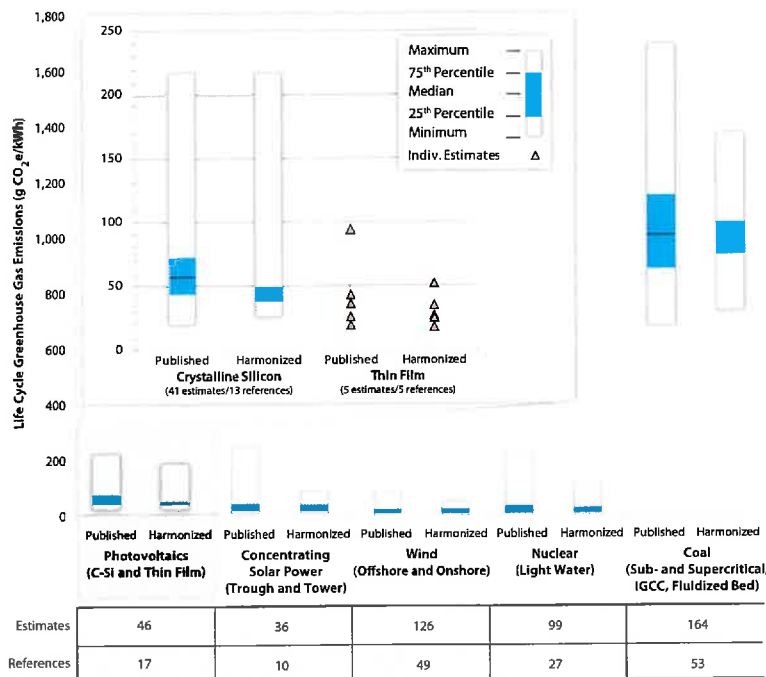 Life Cycle Greenhouse Gas Emissions (g CO2e/kWh)
1,800
1,600
1,400
1,200
1,000
800
600
400
200
0
250
200
150
100
50
0
Maximum
75th Percentile
Median
25th Percentile
Minimum
Indiv. Estimates
Published Harmonized Published Harmonized
Crystalline Silicon Thin Film
(41 estimates/13 references) (5 estimates/5 references)
Published Harmonized Published Harmonized Published Harmonized Published Harmonized Published Harmonized
Photovoltaics Concentrating Wind Nuclear Coal
(C-Si and Thin Film) Solar Power (Offshore and Onshore) (Light Water) (Sub- and Supercritical,
(Trough and Tower) IGCC, Fluidized Bed)
Estimates 46 36 126 99 164
References 17 10 49 27 53